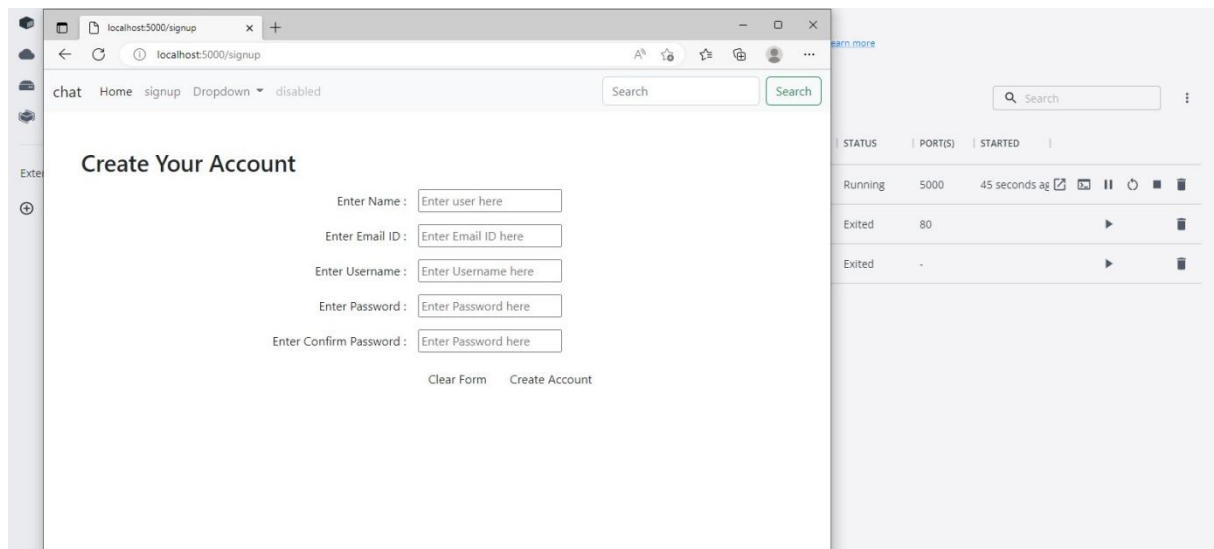 localhost:5000/signup
localhost:5000/signup
earn more
chat Home signup Dropdown disabled Search Search
Search
Create Your Account
STATUS PORT(S) STARTED
Exter
Enter Name : Enter user here
Running 5000 45 seconds ag
Enter Email ID : Enter Email ID here
Exited 80
Enter Username : Enter Username here
Exited -
Enter Password : Enter Password here
Enter Confirm Password : Enter Password here
Clear Form Create Account